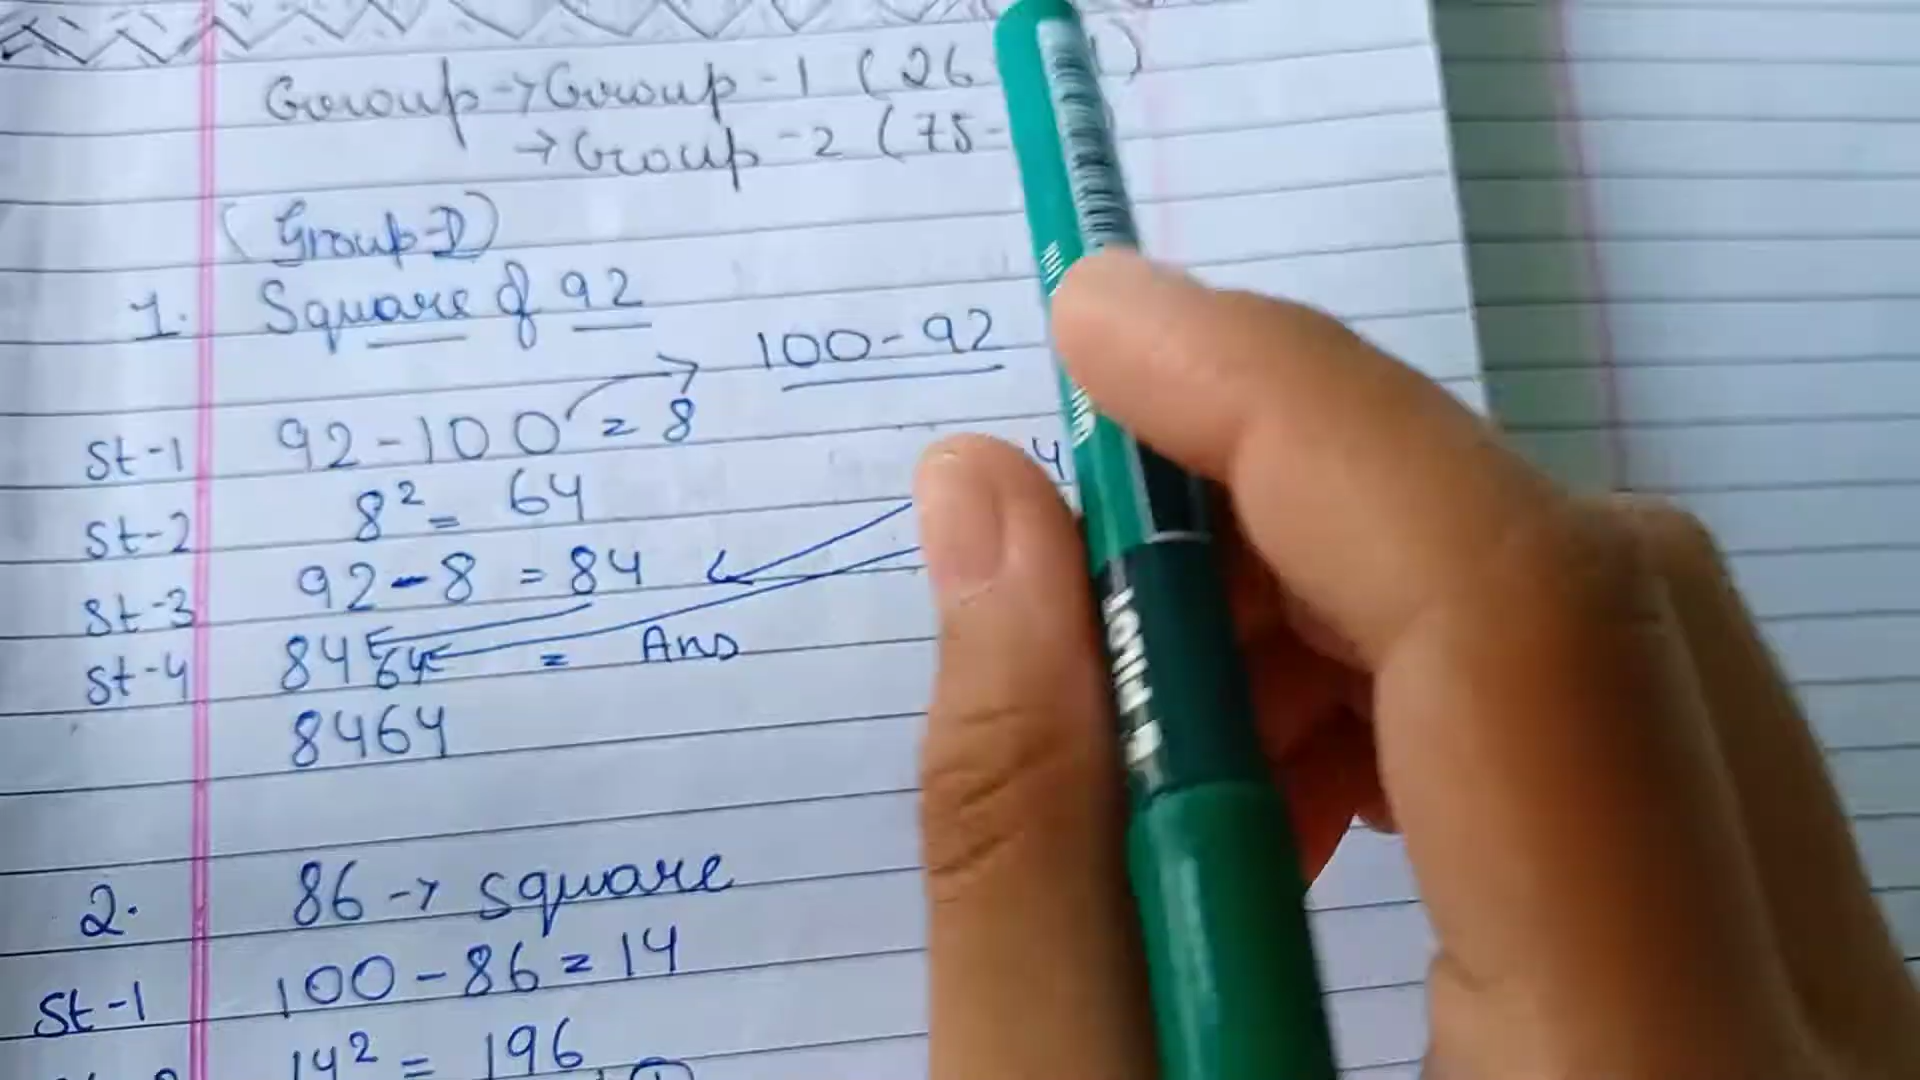 Group → Group - 1 ( 26 )
→ Group - 2 ( 75 -
1. Square of 92
100 - 92
St-1 92 - 100 = 8
St-2 8² = 64
St-3 92 - 8 = 84
St-4 84 64 = Ans
8464
2. 86 → square
St-1 100 - 86 = 14
14² = 196